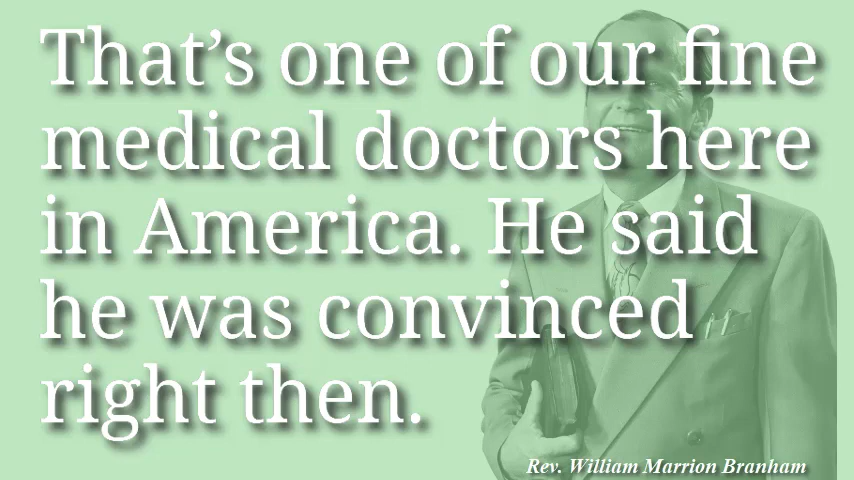 That’s one of our fine
medical doctors here
in America. He said
he was convinced
right then.
Rev. William Marrion Branham